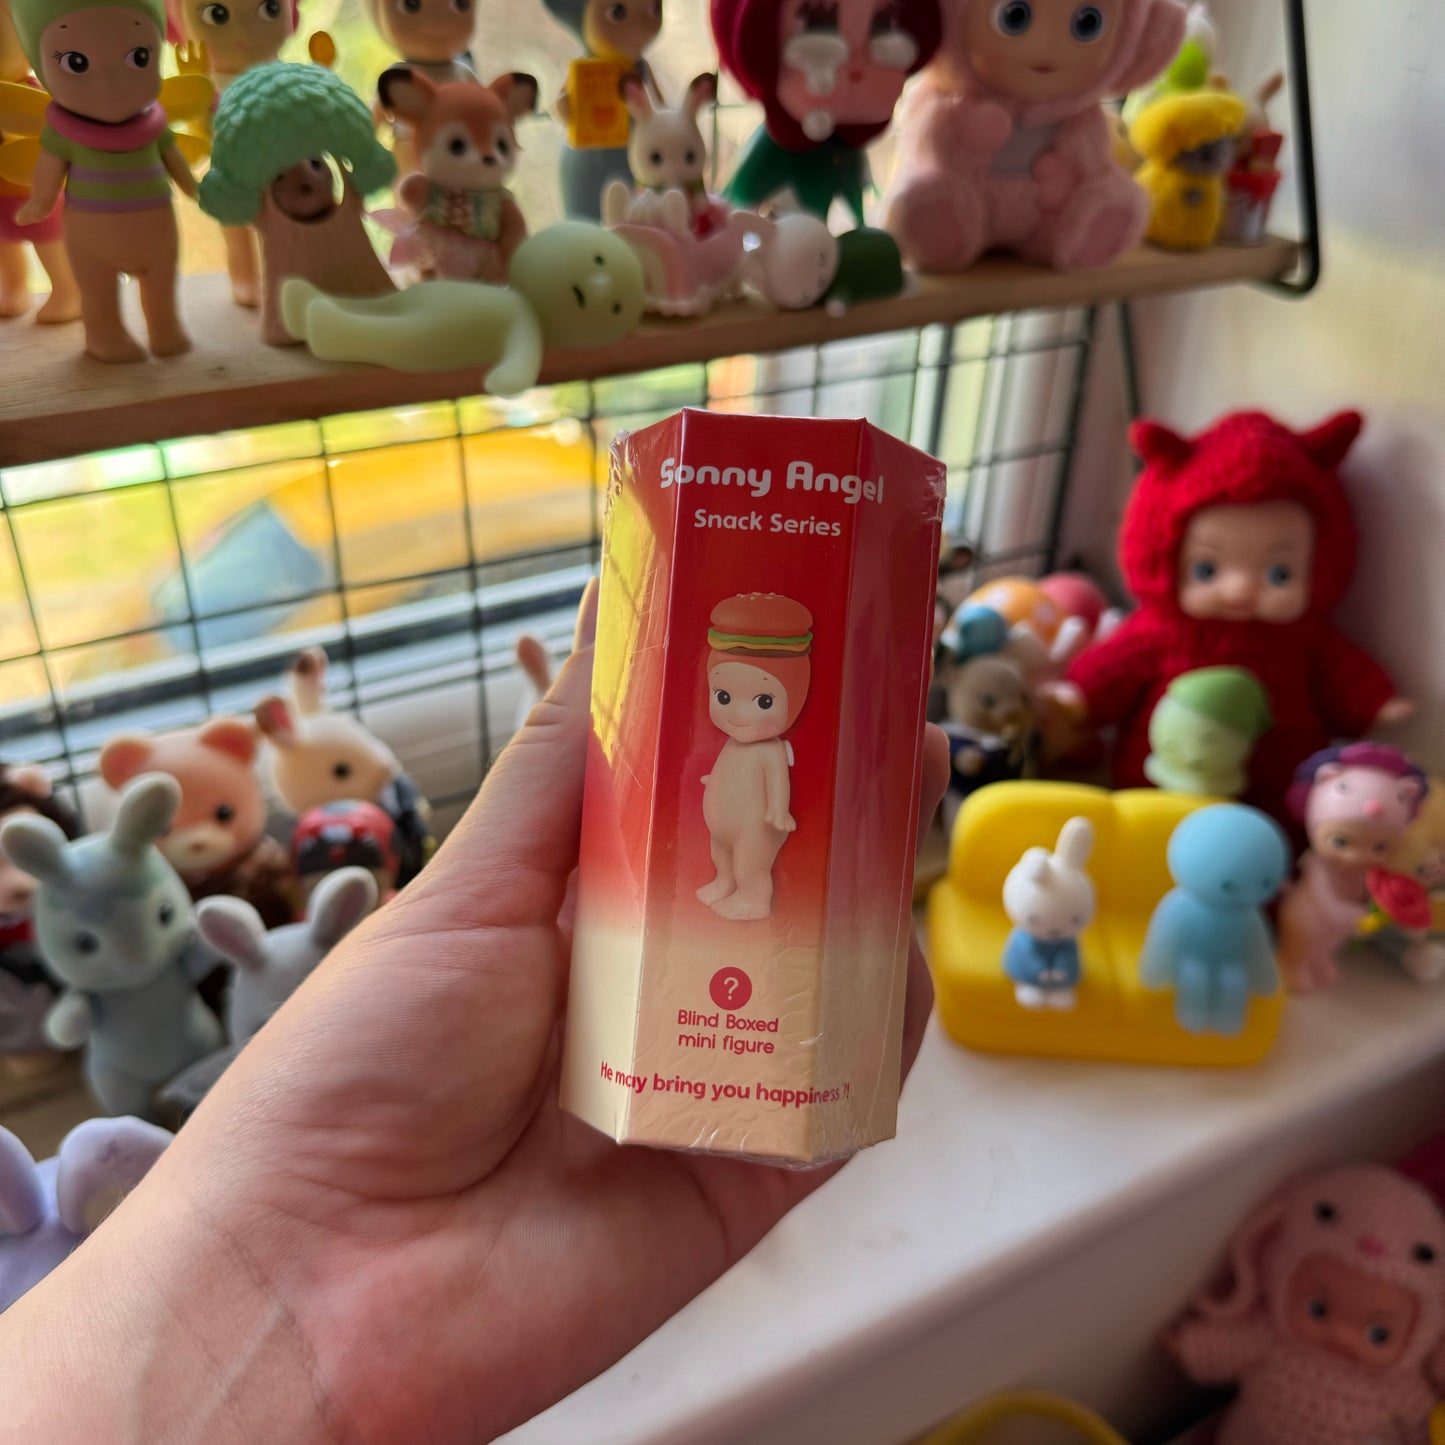 Sonny Angel
Snack Series
?
Blind Boxed
mini figure
He may bring you happiness ?!